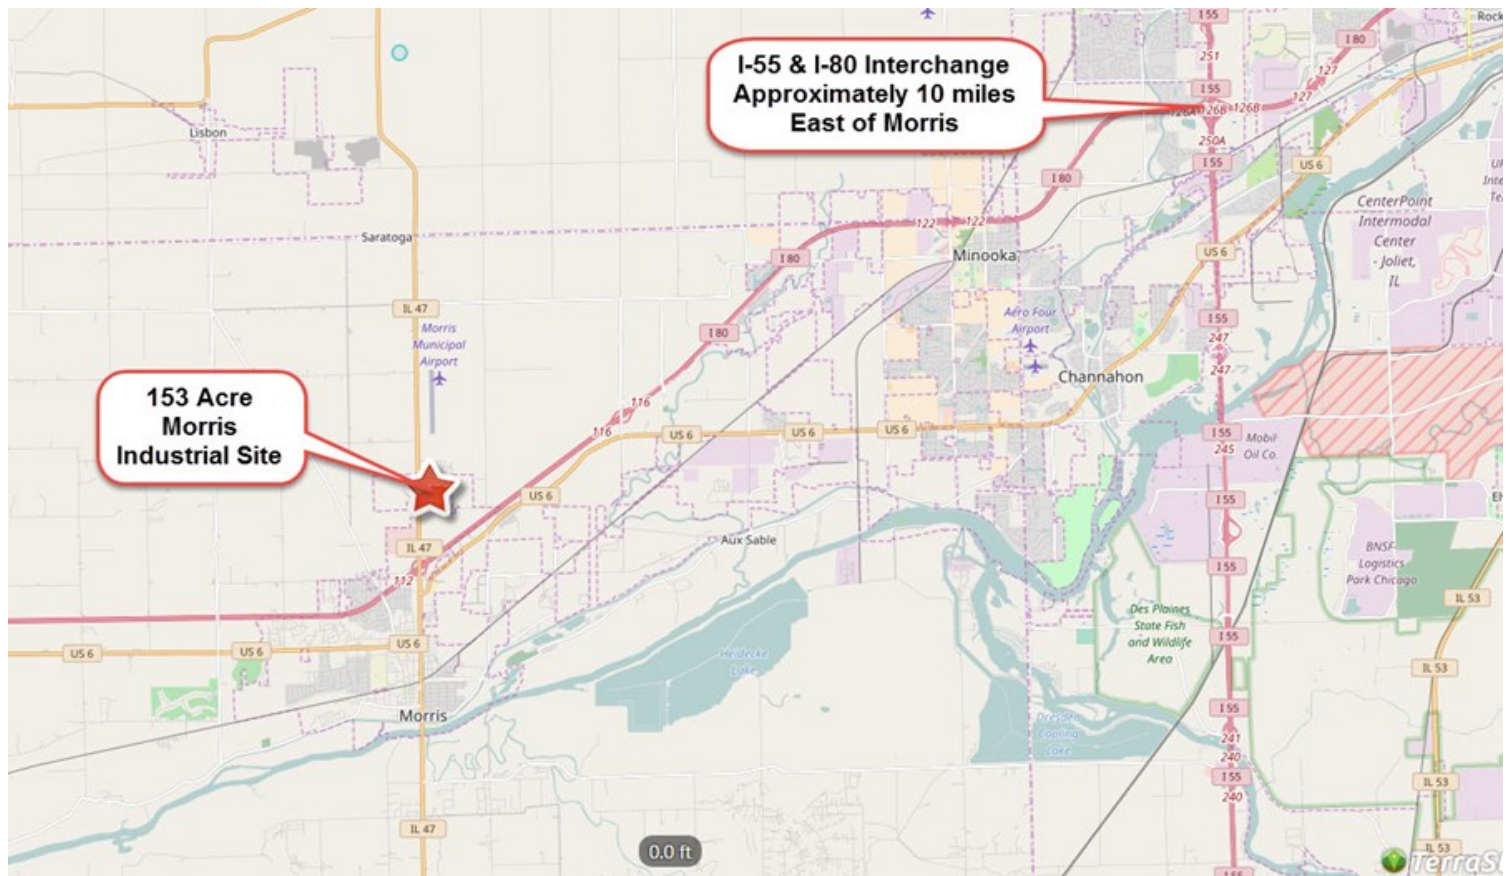 I 55
Rock
I 80
251
127
127
I-55 & I-80 Interchange
Approximately 10 miles
East of Morris
I 55
126A
126B
126B
250A
I 55
US 6
Lisbon
I 80
CenterPoint
Intermodal
Center
- Joliet,
IL
122
122
Saratoga
Minooka
US 6
I 80
IL 47
Morris
Municipal
Airport
Aero Four
Airport
I 55
247
247
I 80
Channahon
153 Acre
Morris
Industrial Site
116
116
US 6
US 6
US 6
I 55
245
Mobil
Oil Co.
US 6
I 55
IL 47
Aux Sable
BNSF-
Logistics
Park Chicago
I 55
112
IL 53
Des Plaines
State Fish
and Wildlife
Area
US 6
US 6
US 6
I 55
Heidecke
Lake
IL 53
Morris
Dresden
Cooling
Lake
I 55
241
240
I 55
240
IL 53
IL 47
0.0 ft
IL 53
I 55